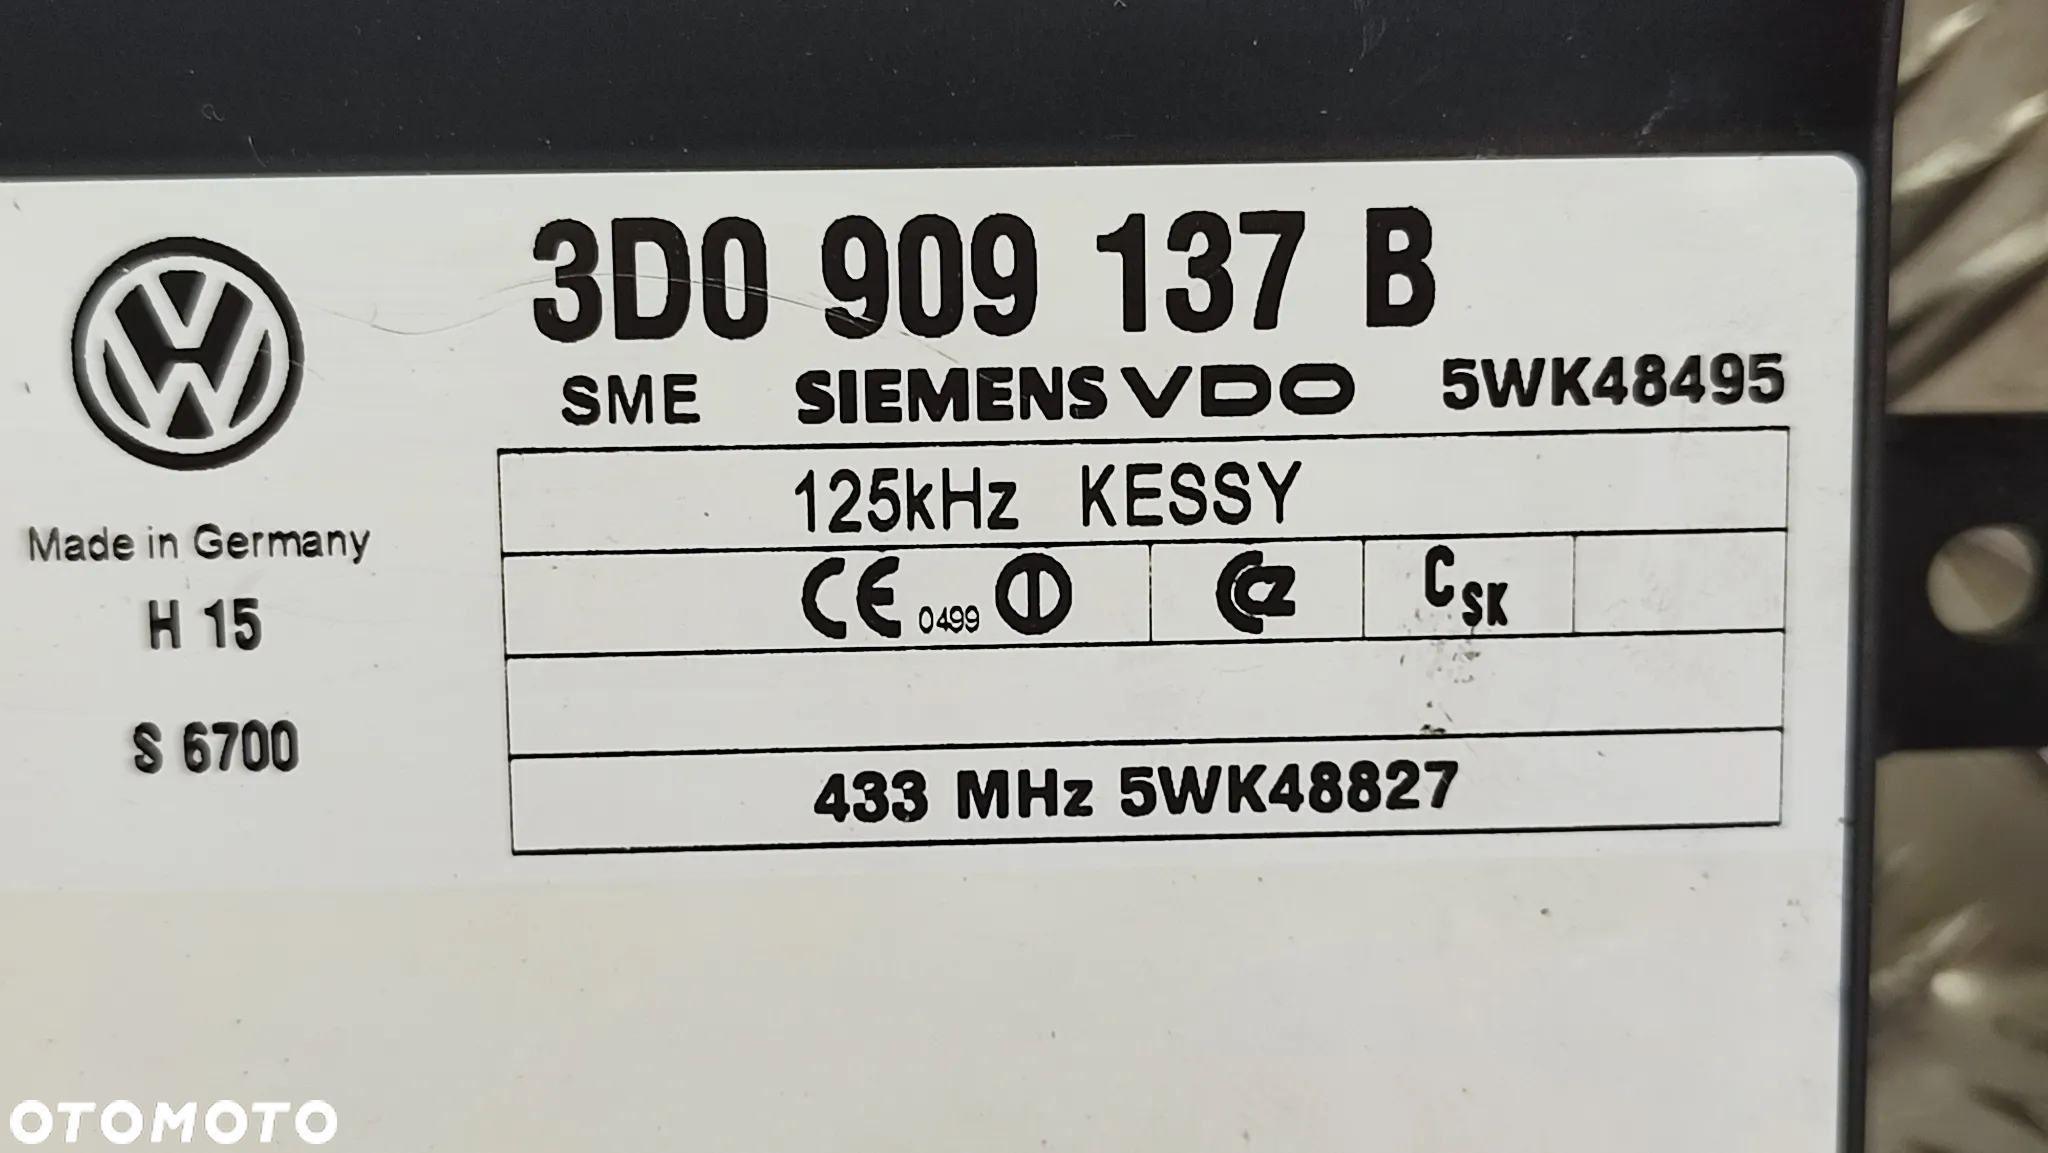 3D0 909 137 B
SME SIEMENS VDO 5WK48495
125kHz KESSY
Made in Germany
CE 0499 CZ CSK
H 15
S 6700
433 MHz 5WK48827
OTOMOTO